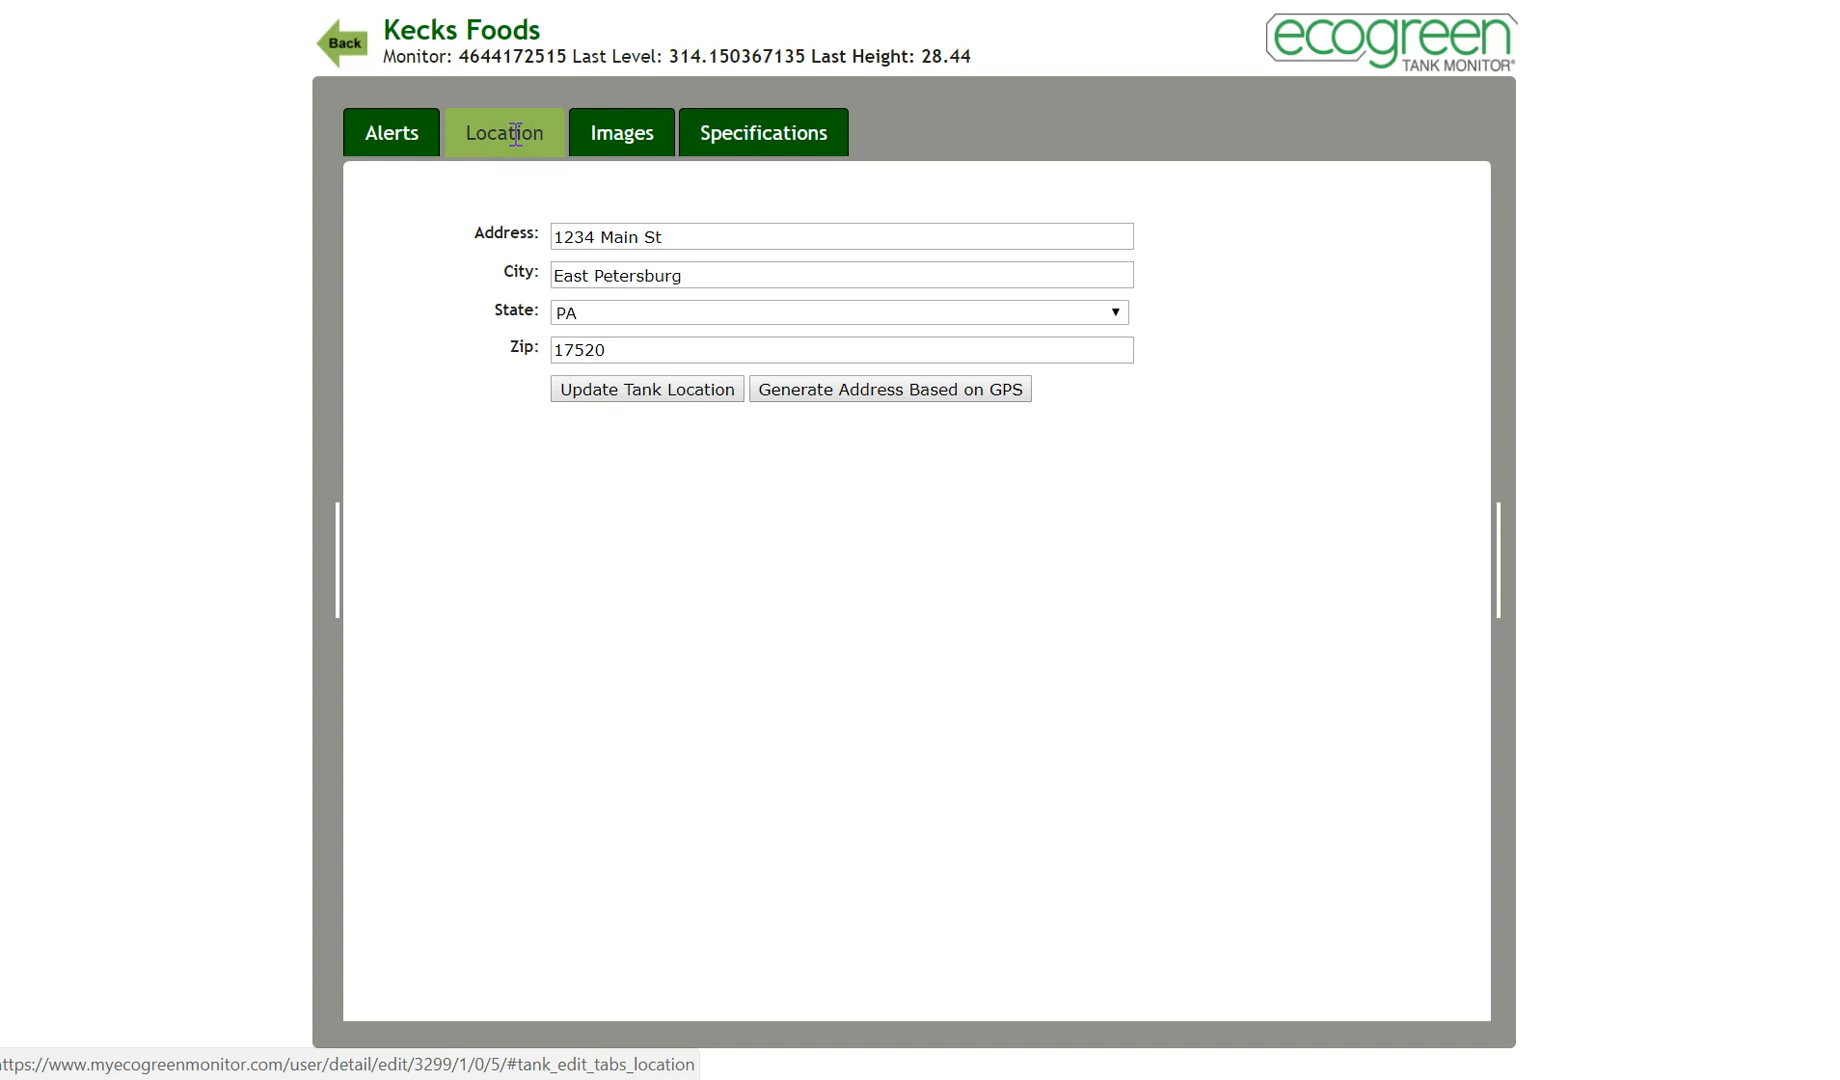 Back
Kecks Foods
Monitor: 4644172515 Last Level: 314.150367135 Last Height: 28.44
ecogreen
TANK MONITOR®
Alerts
Location
Images
Specifications
Address: 1234 Main St
City: East Petersburg
State: PA
Zip: 17520
Update Tank Location
Generate Address Based on GPS
ttps://www.myecogreenmonitor.com/user/detail/edit/3299/1/0/5/#tank_edit_tabs_location